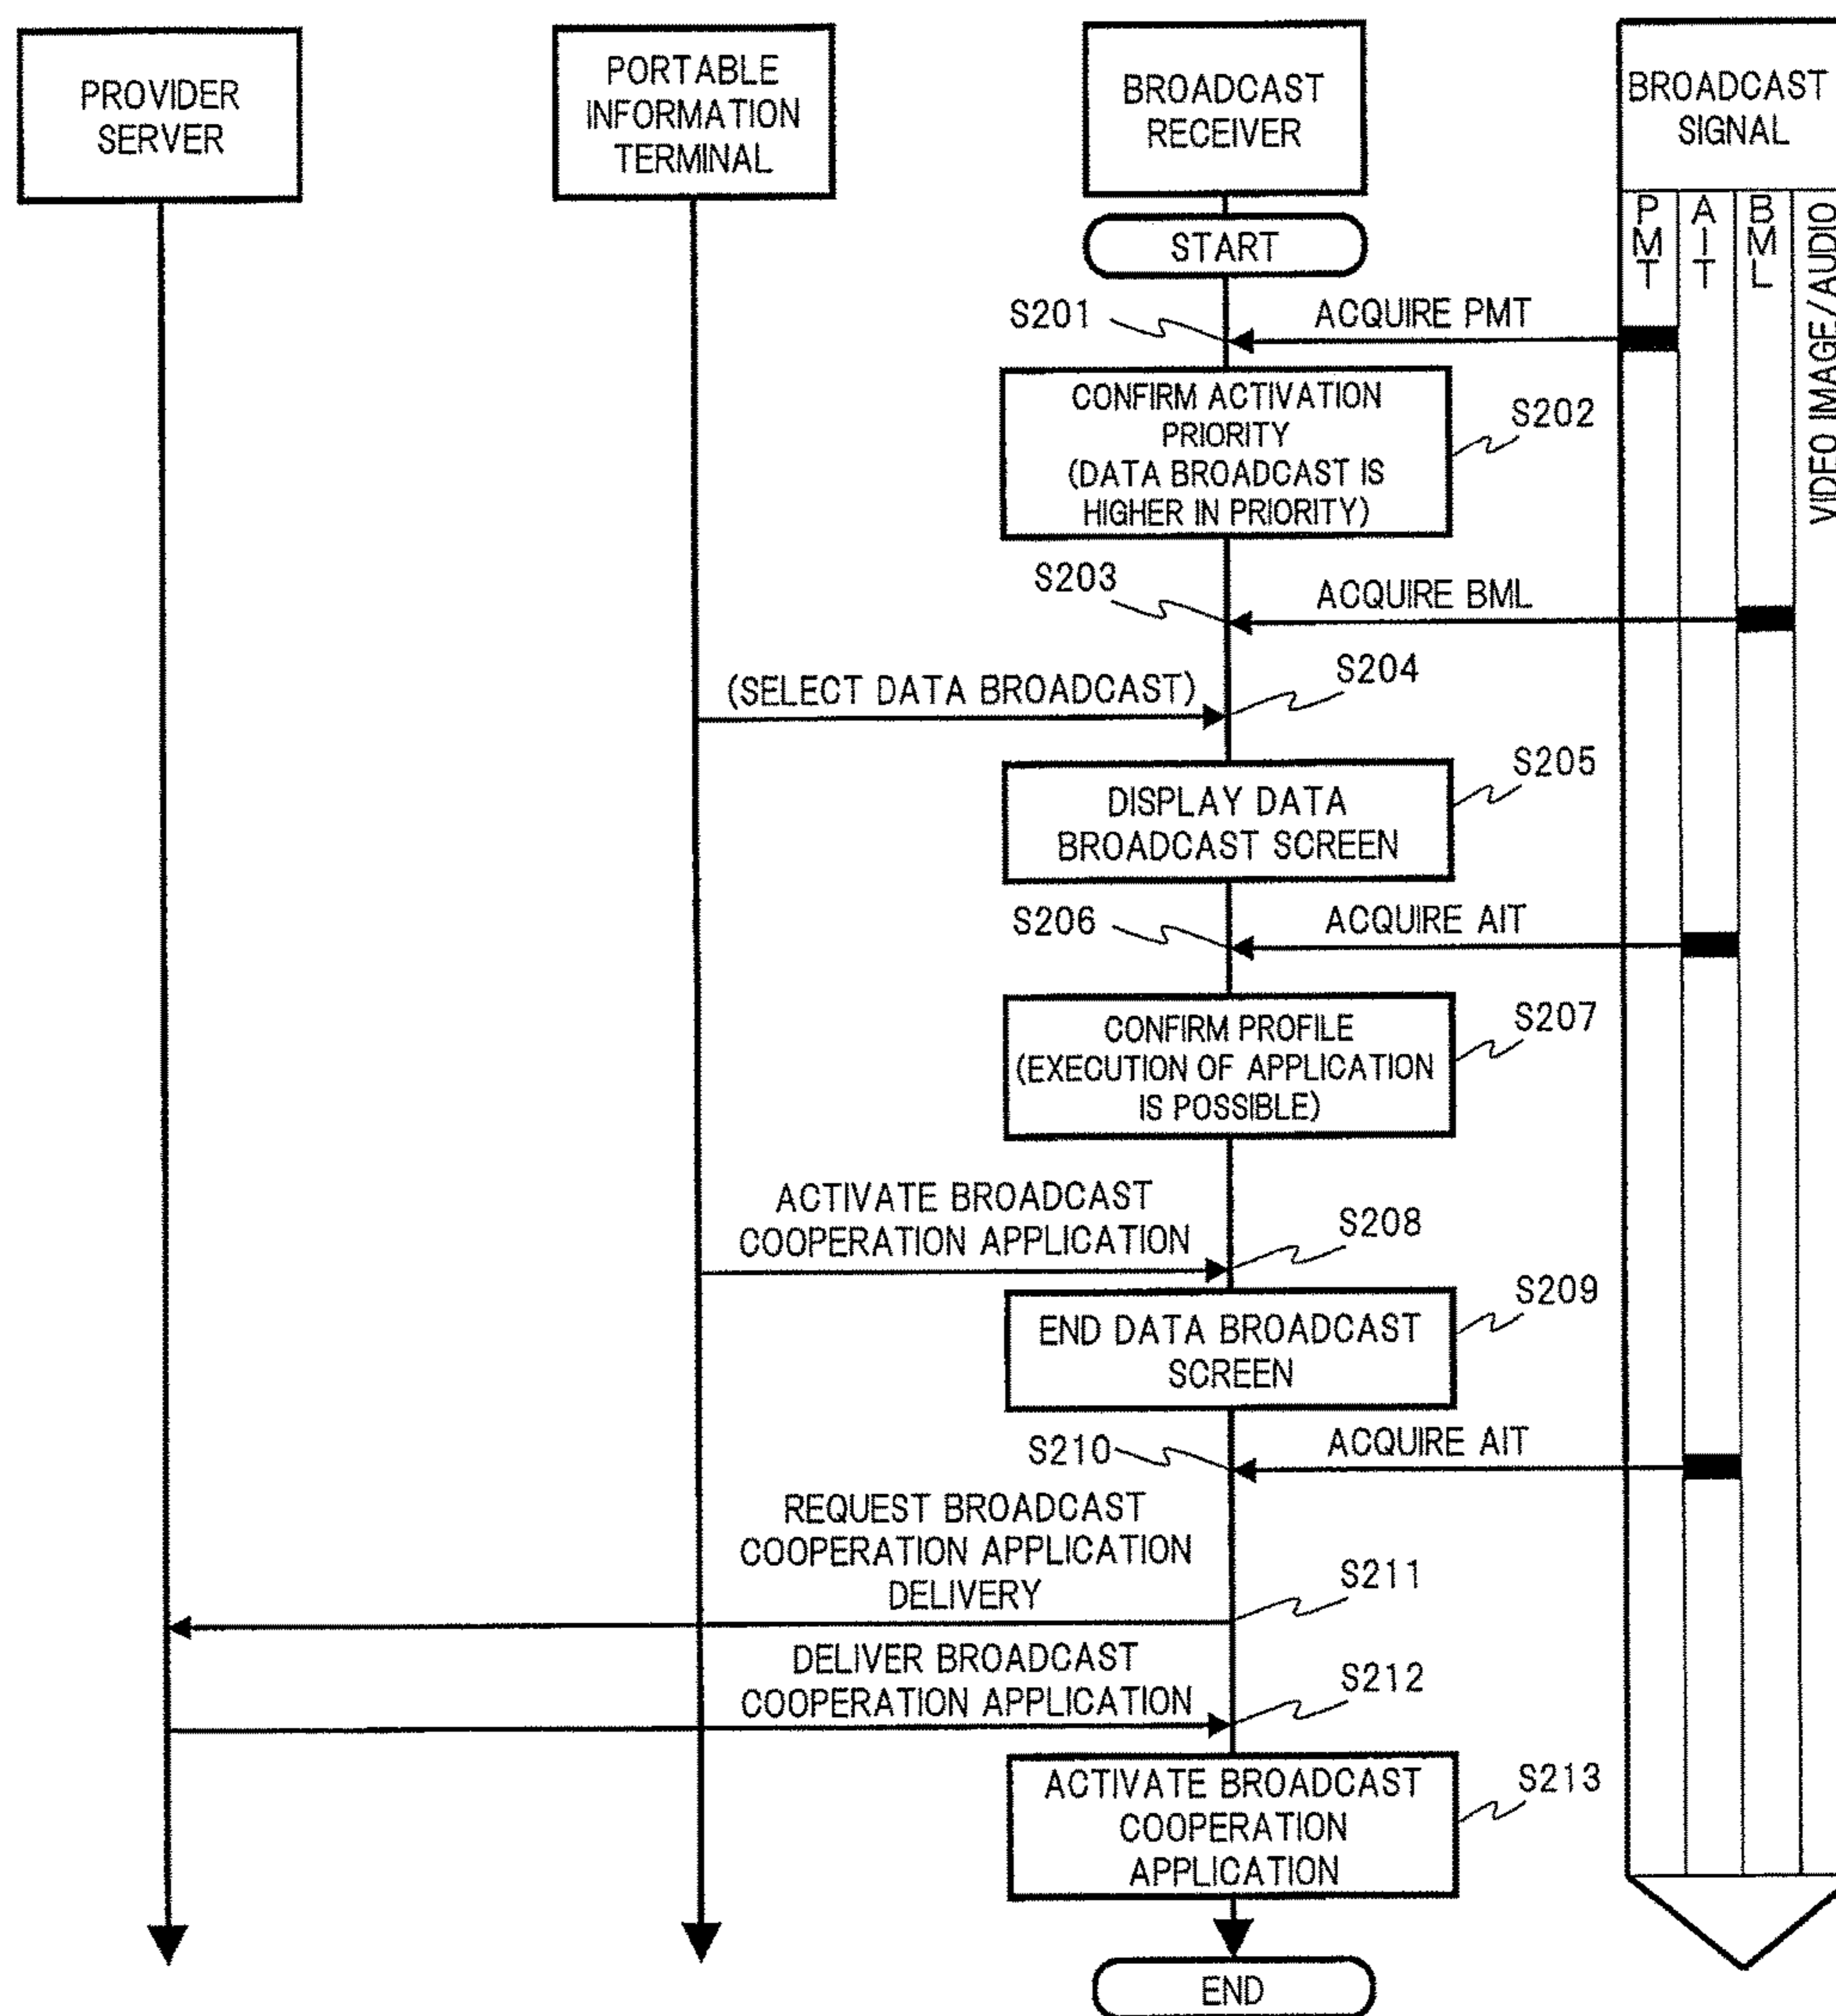 PROVIDER
SERVER
PORTABLE
INFORMATION
TERMINAL
BROADCAST
RECEIVER
BROADCAST
SIGNAL
PMT
AIT
BML
VIDEO IMAGE/AUDIO
START
S201
ACQUIRE PMT
CONFIRM ACTIVATION
PRIORITY
(DATA BROADCAST IS
HIGHER IN PRIORITY)
S202
S203
ACQUIRE BML
(SELECT DATA BROADCAST)
S204
DISPLAY DATA
BROADCAST SCREEN
S205
S206
ACQUIRE AIT
CONFIRM PROFILE
(EXECUTION OF APPLICATION
IS POSSIBLE)
S207
ACTIVATE BROADCAST
COOPERATION APPLICATION
S208
END DATA BROADCAST
SCREEN
S209
S210
ACQUIRE AIT
REQUEST BROADCAST
COOPERATION APPLICATION
DELIVERY
S211
DELIVER BROADCAST
COOPERATION APPLICATION
S212
ACTIVATE BROADCAST
COOPERATION
APPLICATION
S213
END